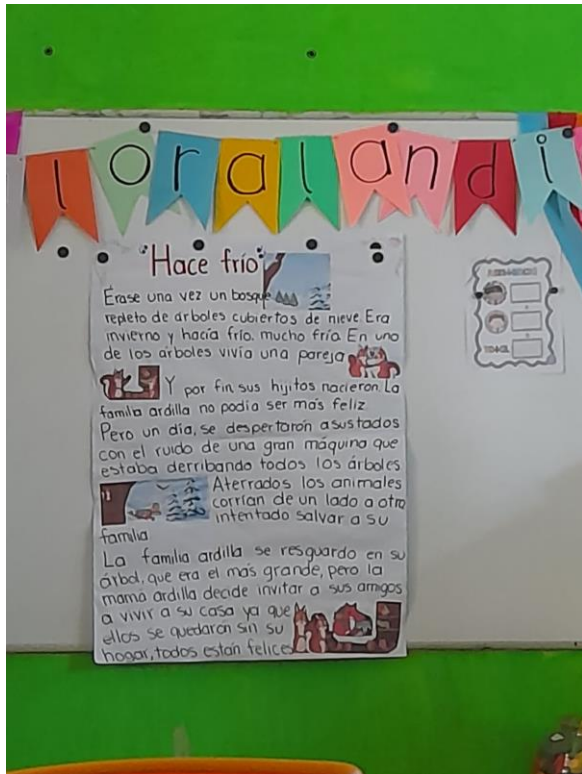 loralandi
"Hace frío"
Érase una vez un bosque
repleto de árboles cubiertos de nieve. Era
invierno y hacía frío, mucho frío. En uno
de los árboles vivía una pareja
Y por fin sus hijitos nacieron. La
familia ardilla no podía ser más feliz
Pero un día, se despertaron asustados
con el ruido de una gran máquina que
estaba derribando todos los árboles
Aterrados los animales
corrían de un lado a otro
intentado salvar a su
familia
La familia ardilla se resguardo en su
árbol, que era el más grande, pero la
mamá ardilla decide invitar a sus amigos
a vivir a su casa ya que
ellos se quedarón sin su
hogar, todos están felices